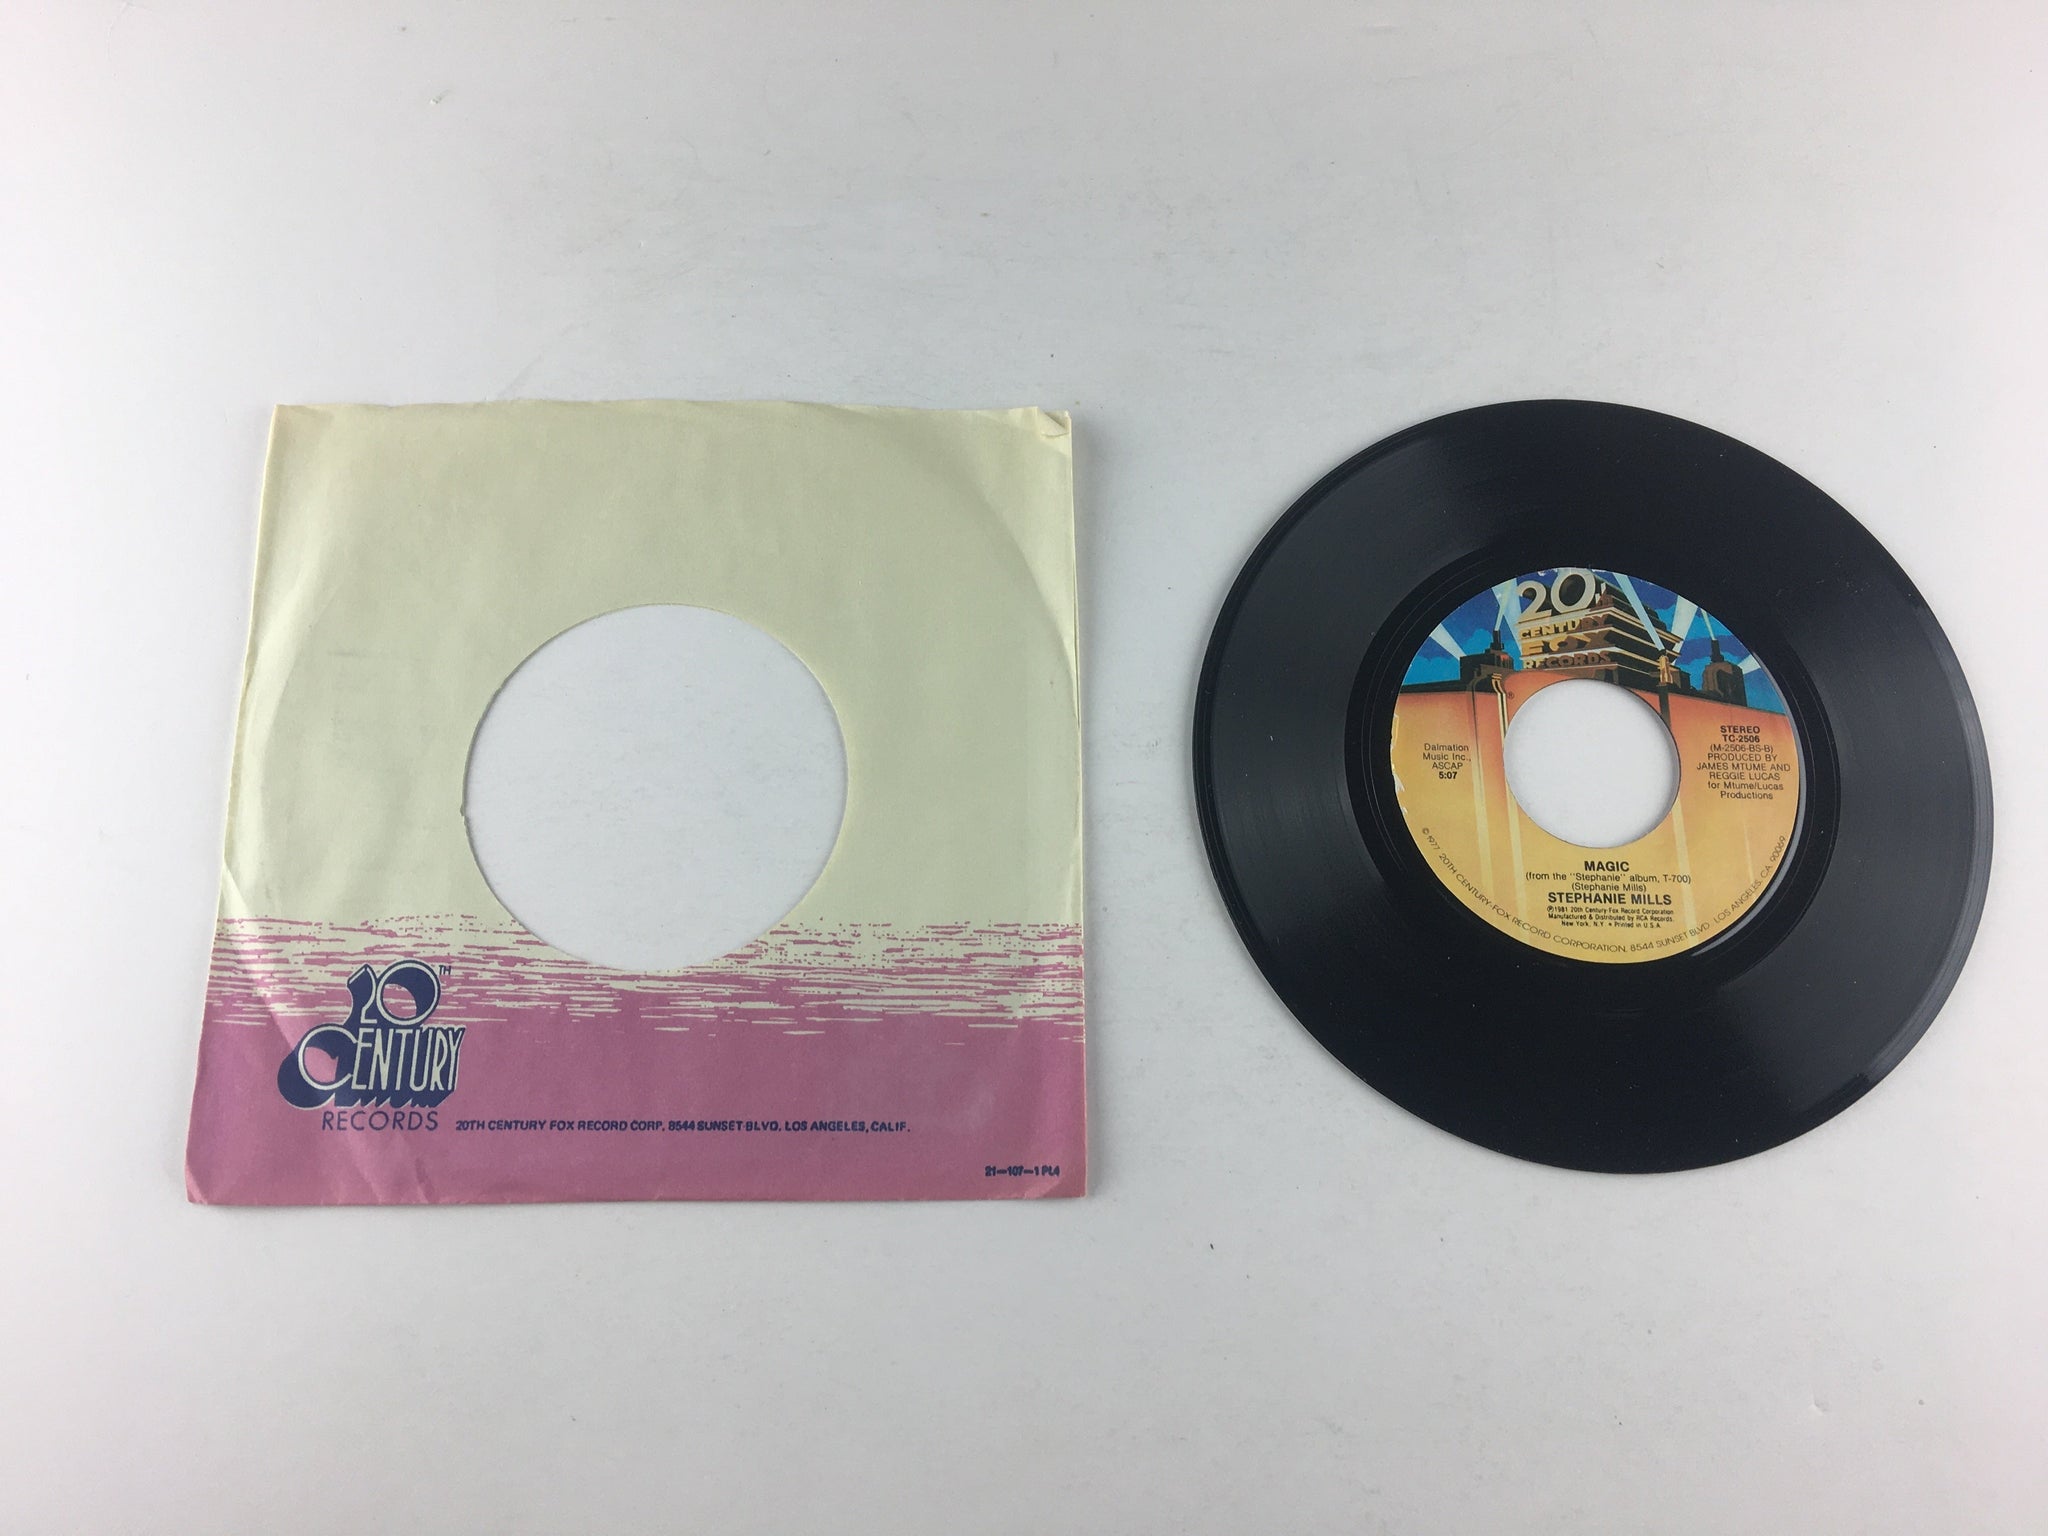 20TH
CENTURY
RECORDS
20TH CENTURY FOX RECORD CORP. 8544 SUNSET BLVD. LOS ANGELES, CALIF.
21—107—1 PL4
20
CENTURY
FOX
RECORDS
®
Dalmation
Music Inc.,
ASCAP
5:07
STEREO
TC-2506
(M-2506-BS-B)
PRODUCED BY
JAMES MTUME AND
REGGIE LUCAS
for Mtume/Lucas
Productions
MAGIC
(from the "Stephanie" album, T-700)
(Stephanie Mills)
STEPHANIE MILLS
℗1981 20th Century-Fox Record Corporation
Manufactured & Distributed by RCA Records,
New York, N.Y. • Printed in U.S.A.
© 1977 20TH CENTURY-FOX RECORD CORPORATION, 8544 SUNSET BLVD., LOS ANGELES, CA. 90069